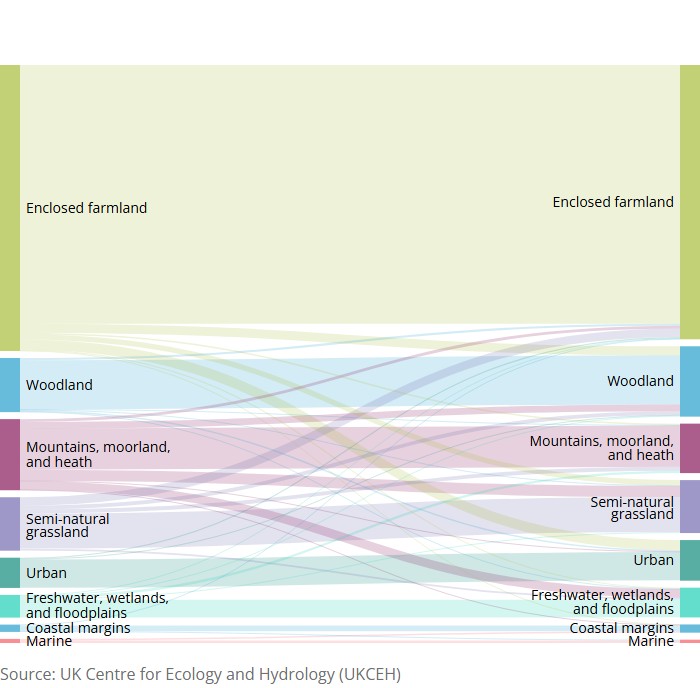 Enclosed farmland
Enclosed farmland
Woodland
Woodland
Mountains, moorland,
and heath
Mountains, moorland,
and heath
Semi-natural
grassland
Semi-natural
grassland
Urban
Urban
Freshwater, wetlands,
and floodplains
Freshwater, wetlands,
and floodplains
Coastal margins
Coastal margins
Marine
Marine
Source: UK Centre for Ecology and Hydrology (UKCEH)